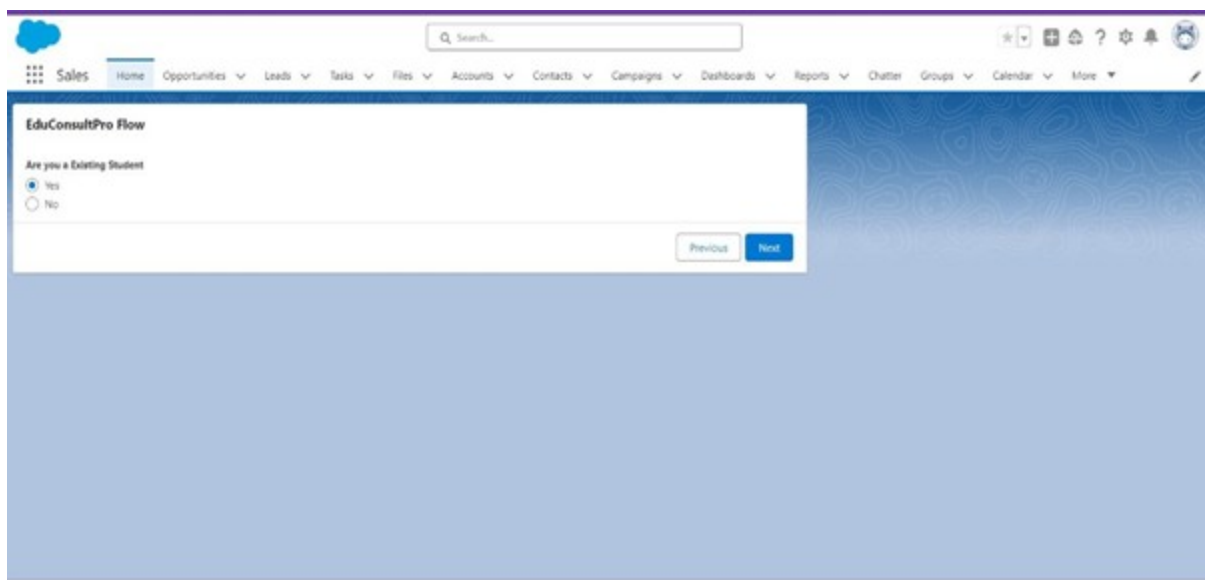 Search...
Sales Home Opportunities Leads Tasks Files Accounts Contacts Campaigns Dashboards Reports Chatter Groups Calendar More
EduConsultPro Flow
Are you a Existing Student
Yes
No
Previous Next